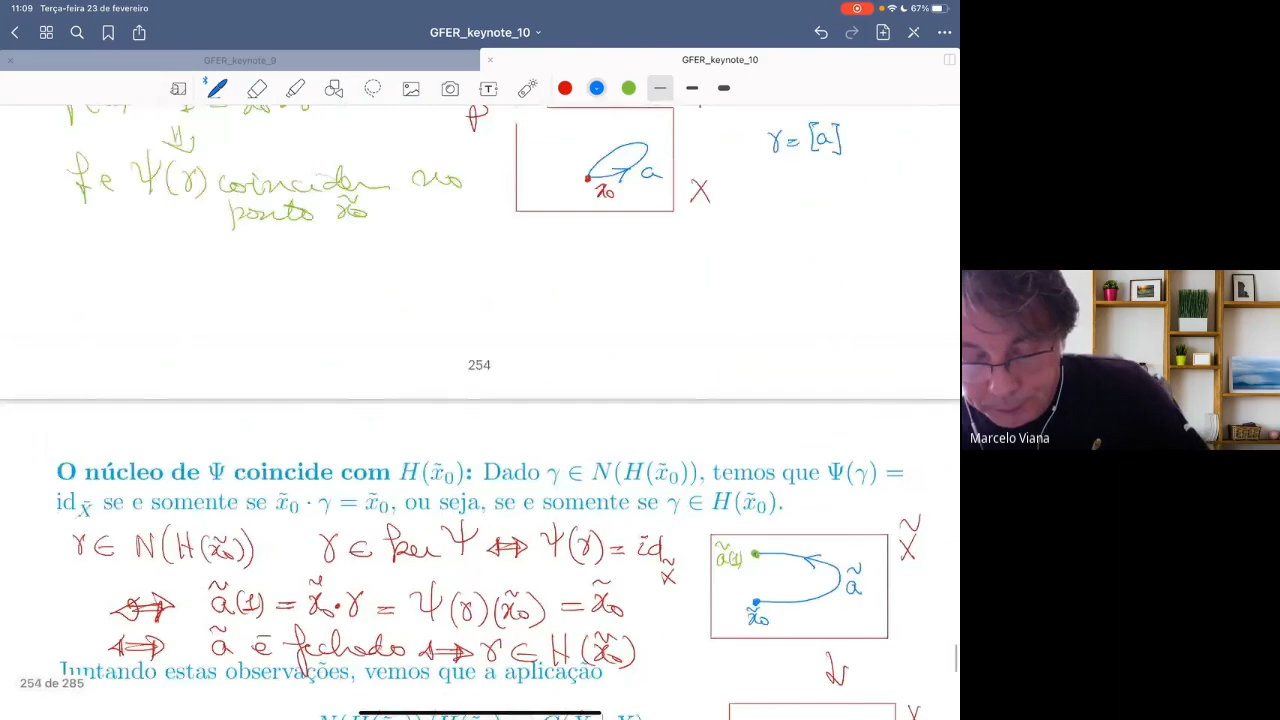 11:09 Terça-feira 23 de fevereiro
67%
GFER_keynote_10
GFER_keynote_9
GFER_keynote_10
T
γ = [a]
a
x₀
X
p
f e Ψ(γ) coincidem no
ponto x̃₀
254
O núcleo de Ψ coincide com H(x̃₀): Dado γ ∈ N(H(x̃₀)), temos que Ψ(γ) =
id_X̃ se e somente se x̃₀ · γ = x̃₀, ou seja, se e somente se γ ∈ H(x̃₀).
γ ∈ N(H(x̃₀)) γ ∈ ker Ψ ⟺ Ψ(γ) = id_X̃
⟺ ã(1) = x̃₀·γ = Ψ(γ)(x̃₀) = x̃₀
⟺ ã é fechado ⟺ γ ∈ H(x̃₀)
ã(1)
ã
x̃₀
X̃
Juntando estas observações, vemos que a aplicação
254 de 285
Marcelo Viana